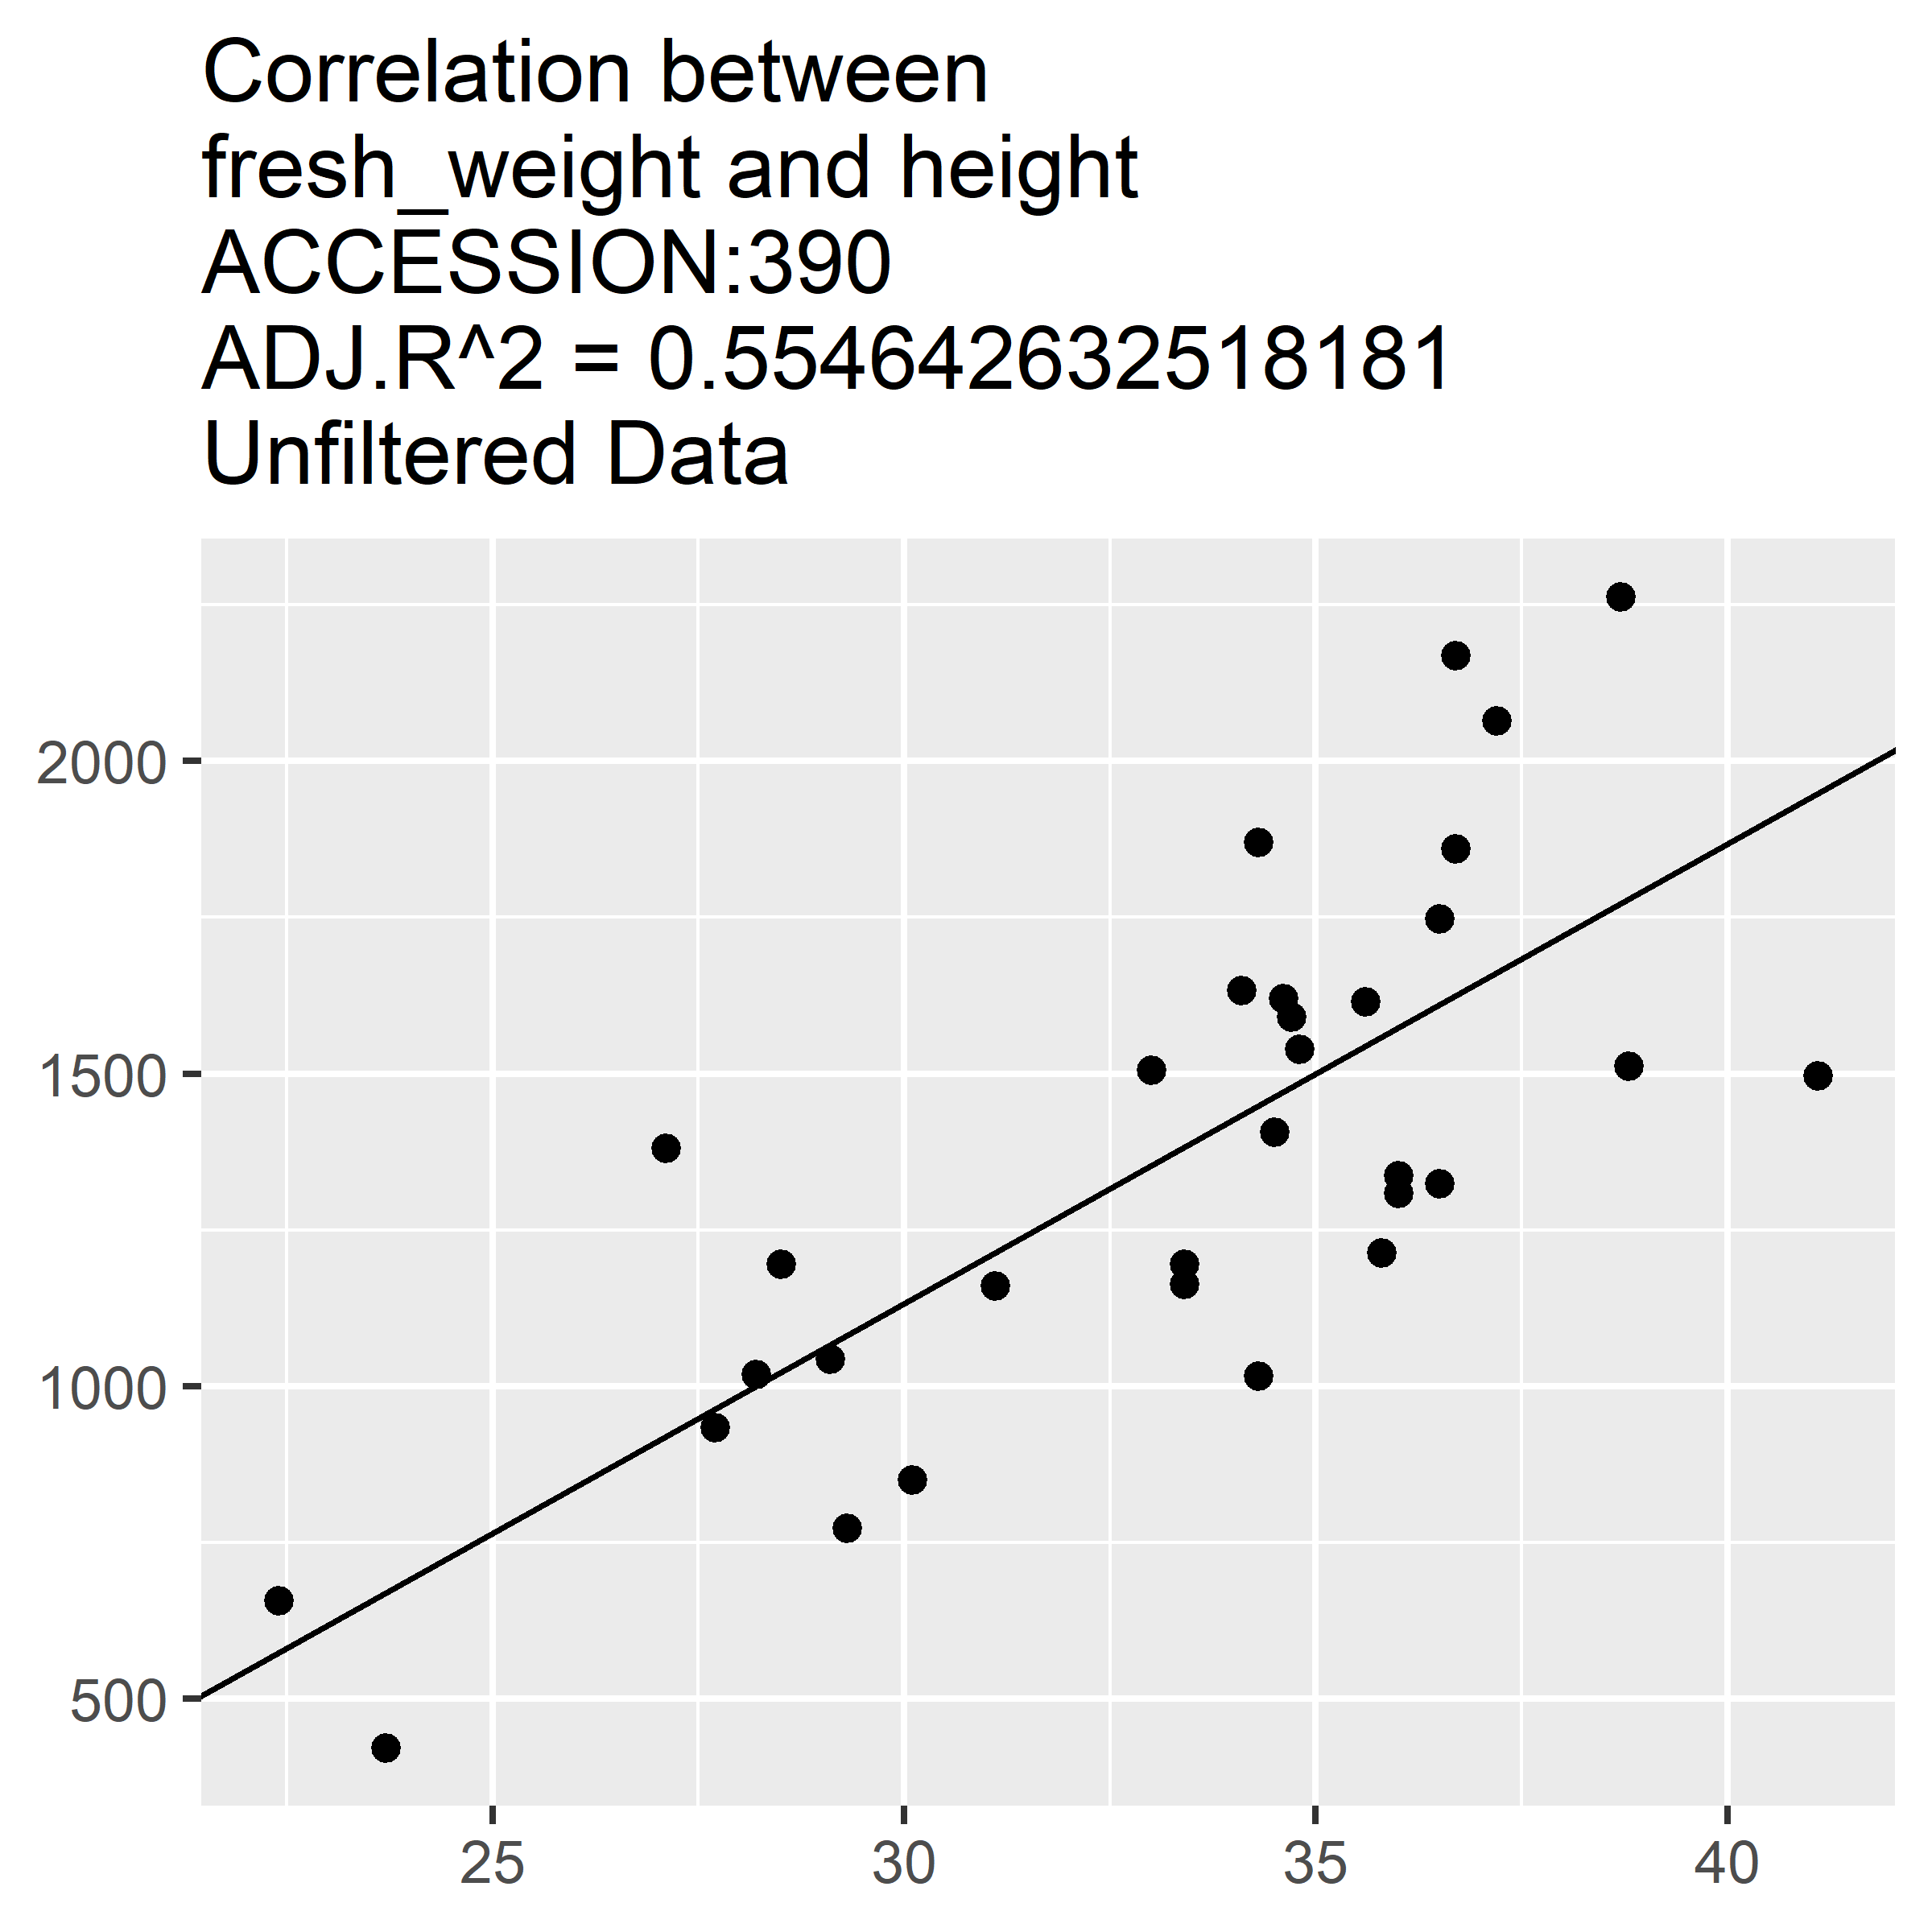 Correlation between
fresh_weight and height
ACCESSION:390
ADJ.R^2 = 0.554642632518181
Unfiltered Data
2000
1500
1000
500
25 30 35 40